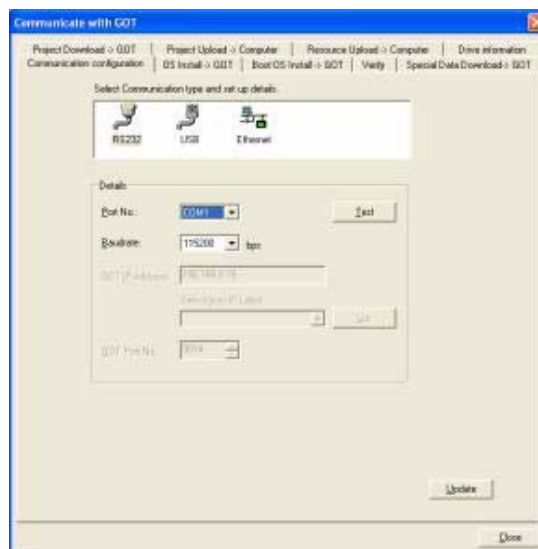 Communicate with GOT
Project Download -> GOT | Project Upload -> Computer | Resource Upload -> Computer | Drive information
Communication configuration | OS Install -> GOT | Boot OS Install -> GOT | Verify | Special Data Download-> GOT
Select Communication type and set up details.
RS232 USB Ethernet
Details
Port No.: COM1 Test
Baudrate: 115200 bps
GOT IP Address:
Set
GOT Port No.:
Update
Close